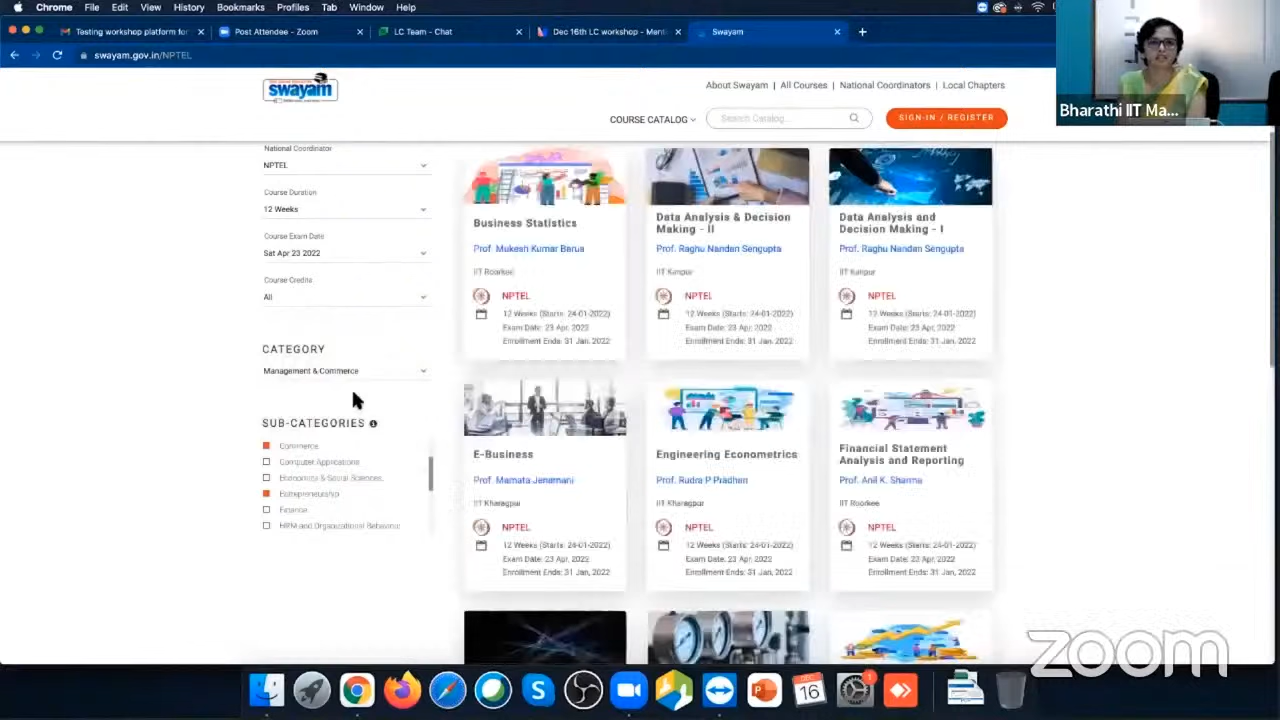 Chrome File Edit View History Bookmarks Profiles Tab Window Help
Testing workshop platform for Post Attendee - Zoom LC Team - Chat Dec 16th LC workshop - Menti Swayam
swayam.gov.in/NPTEL
swayam
About Swayam | All Courses | National Coordinators | Local Chapters
COURSE CATALOG Search Catalog... SIGN-IN / REGISTER
Bharathi IIT Ma...
National Coordinator
NPTEL
Course Duration
12 Weeks
Course Exam Date
Sat Apr 23 2022
Course Credits
All
CATEGORY
Management & Commerce
SUB-CATEGORIES
Commerce
Computer Applications
Economics & Social Sciences
Entrepreneurship
Finance
HRM and Organizational Behaviour
Business Statistics
Prof. Mukesh Kumar Barua
IIT Roorkee
NPTEL
12 Weeks (Starts: 24-01-2022)
Exam Date: 23 Apr, 2022
Enrollment Ends: 31 Jan, 2022
Data Analysis & Decision
Making - II
Prof. Raghu Nandan Sengupta
IIT Kanpur
NPTEL
12 Weeks (Starts: 24-01-2022)
Exam Date: 23 Apr, 2022
Enrollment Ends: 31 Jan, 2022
Data Analysis and
Decision Making - I
Prof. Raghu Nandan Sengupta
IIT Kanpur
NPTEL
12 Weeks (Starts: 24-01-2022)
Exam Date: 23 Apr, 2022
Enrollment Ends: 31 Jan, 2022
E-Business
Prof. Mamata Jenamani
IIT Kharagpur
NPTEL
12 Weeks (Starts: 24-01-2022)
Exam Date: 23 Apr, 2022
Enrollment Ends: 31 Jan, 2022
Engineering Econometrics
Prof. Rudra P Pradhan
IIT Kharagpur
NPTEL
12 Weeks (Starts: 24-01-2022)
Exam Date: 23 Apr, 2022
Enrollment Ends: 31 Jan, 2022
Financial Statement
Analysis and Reporting
Prof. Anil K. Sharma
IIT Roorkee
NPTEL
12 Weeks (Starts: 24-01-2022)
Exam Date: 23 Apr, 2022
Enrollment Ends: 31 Jan, 2022
zoom
DEC
16
1